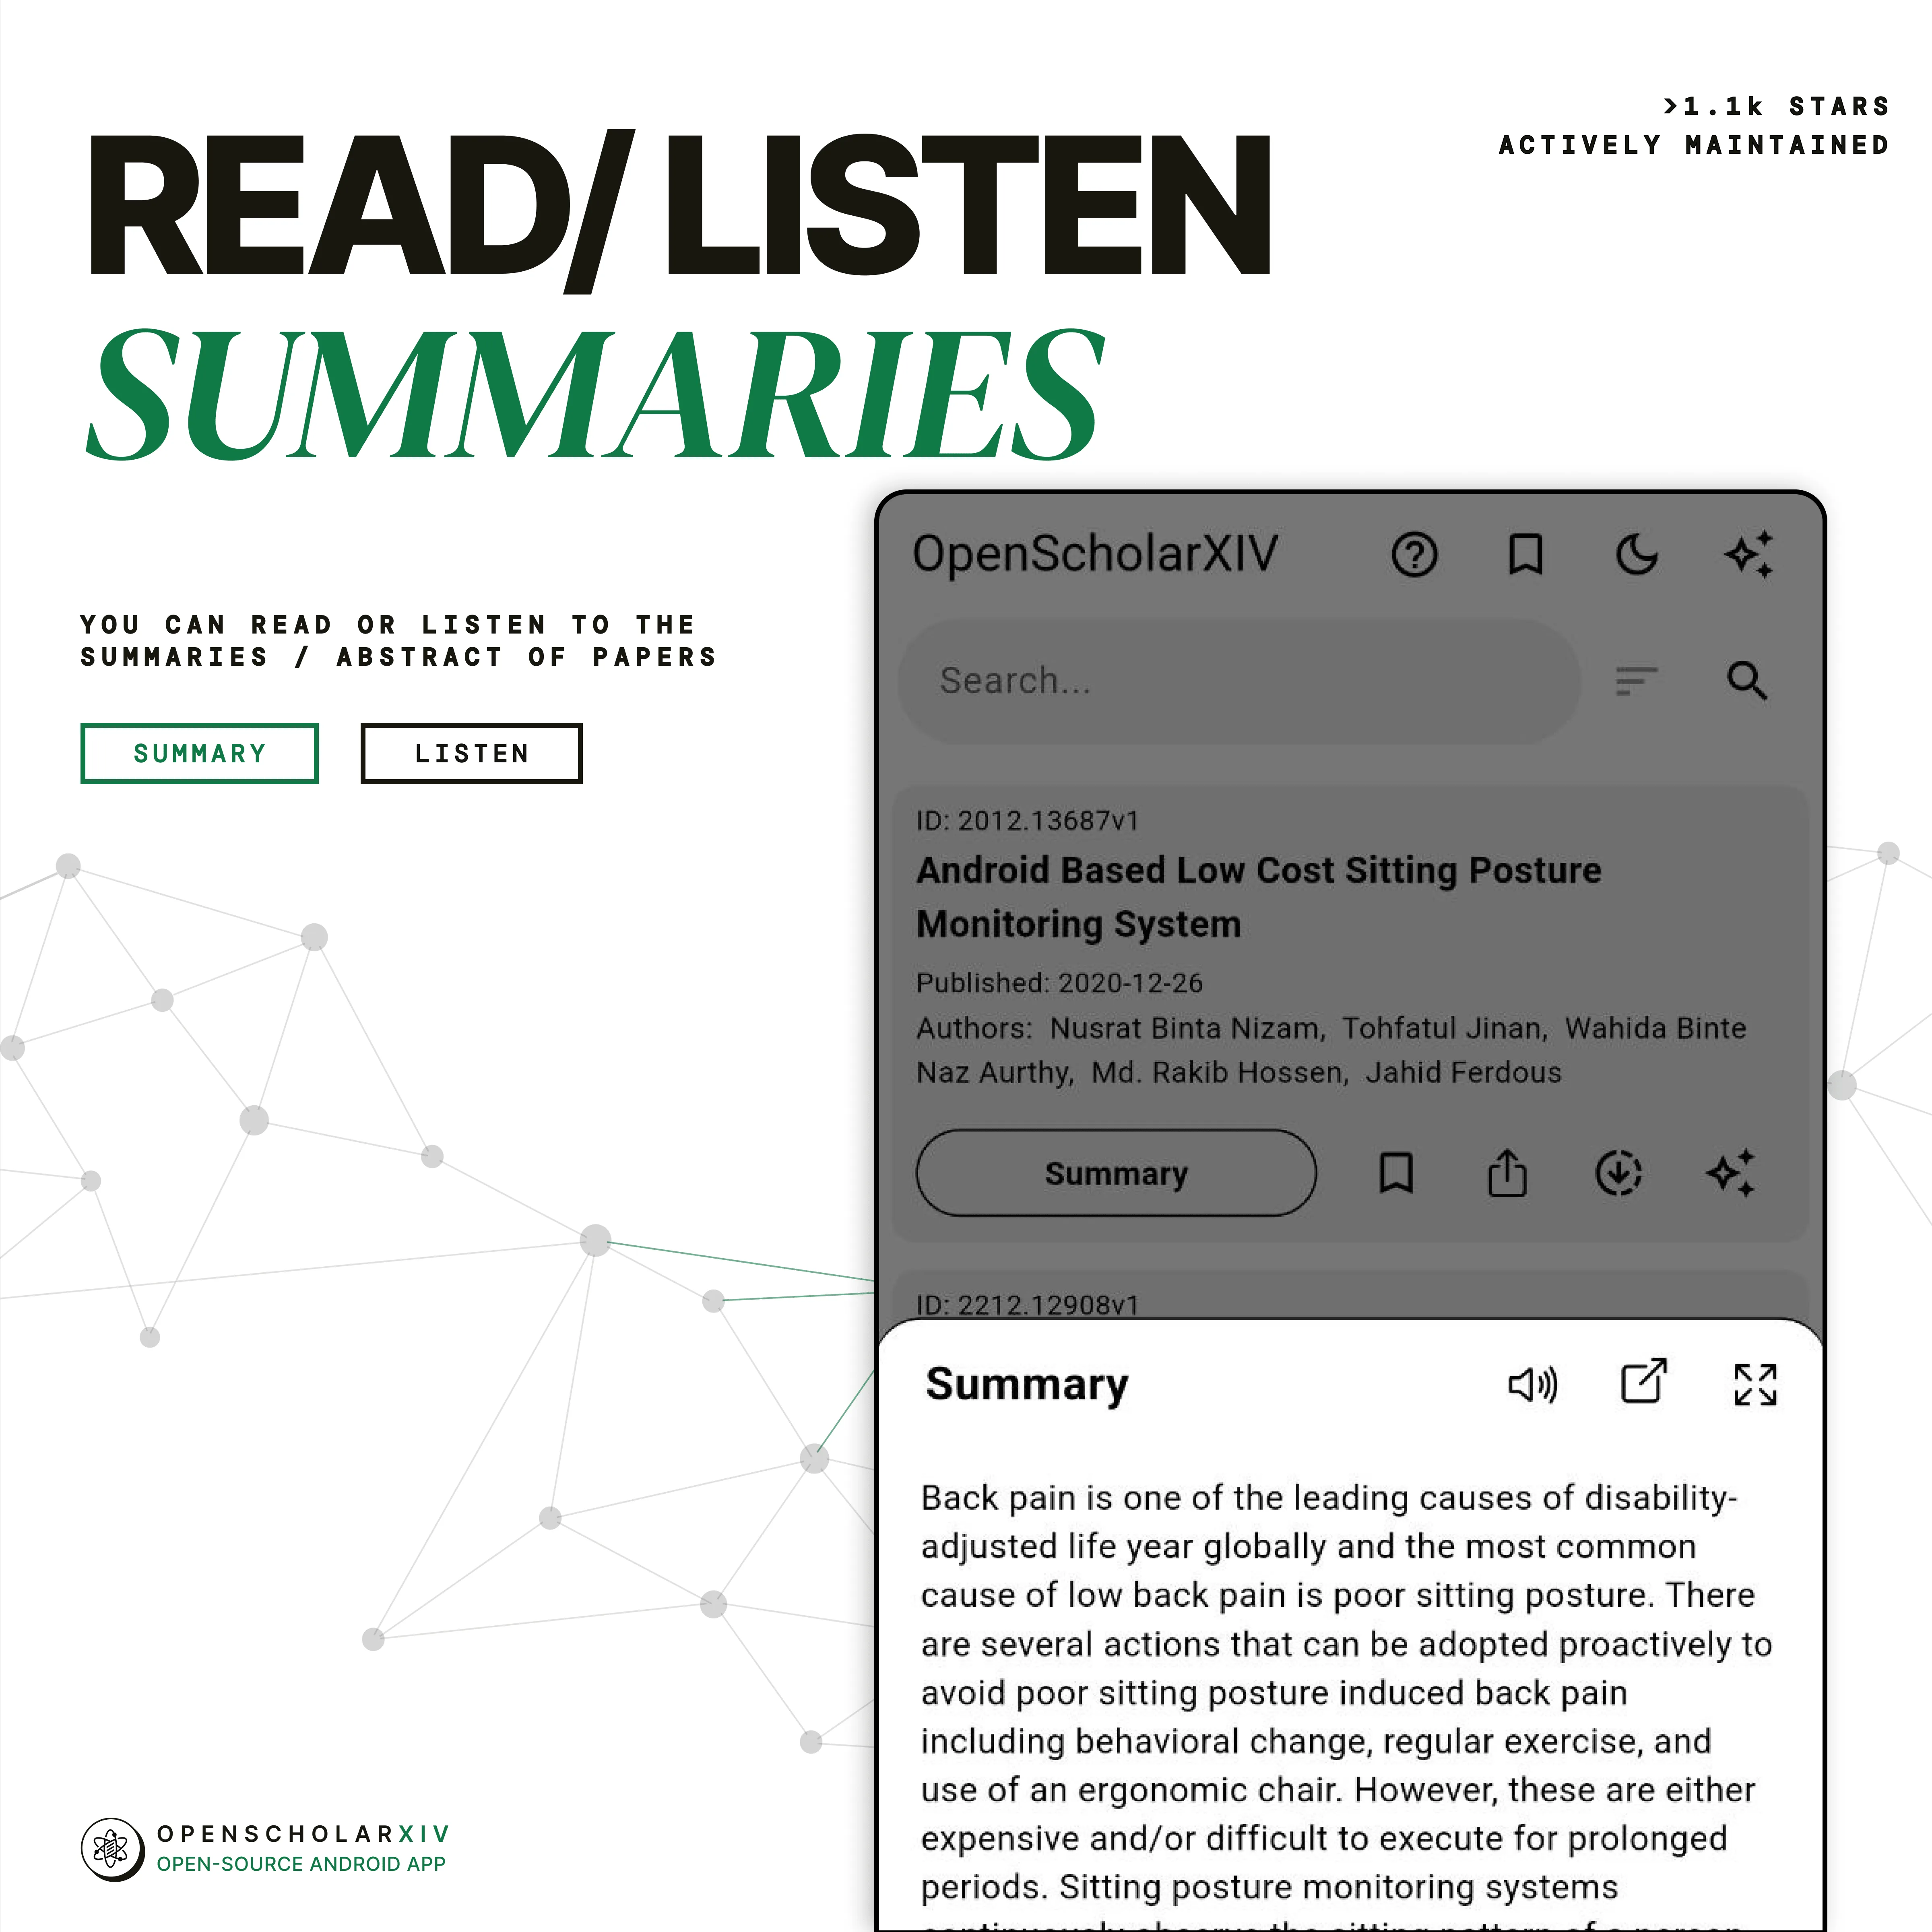 >1.1k STARS
ACTIVELY MAINTAINED
READ/ LISTEN
SUMMARIES
YOU CAN READ OR LISTEN TO THE
SUMMARIES / ABSTRACT OF PAPERS
SUMMARY
LISTEN
OpenScholarXIV
Search...
ID: 2012.13687v1
Android Based Low Cost Sitting Posture
Monitoring System
Published: 2020-12-26
Authors: Nusrat Binta Nizam, Tohfatul Jinan, Wahida Binte
Naz Aurthy, Md. Rakib Hossen, Jahid Ferdous
Summary
ID: 2212.12908v1
Summary
Back pain is one of the leading causes of disability-
adjusted life year globally and the most common
cause of low back pain is poor sitting posture. There
are several actions that can be adopted proactively to
avoid poor sitting posture induced back pain
including behavioral change, regular exercise, and
use of an ergonomic chair. However, these are either
expensive and/or difficult to execute for prolonged
periods. Sitting posture monitoring systems
OPENSCHOLARXIV
OPEN-SOURCE ANDROID APP